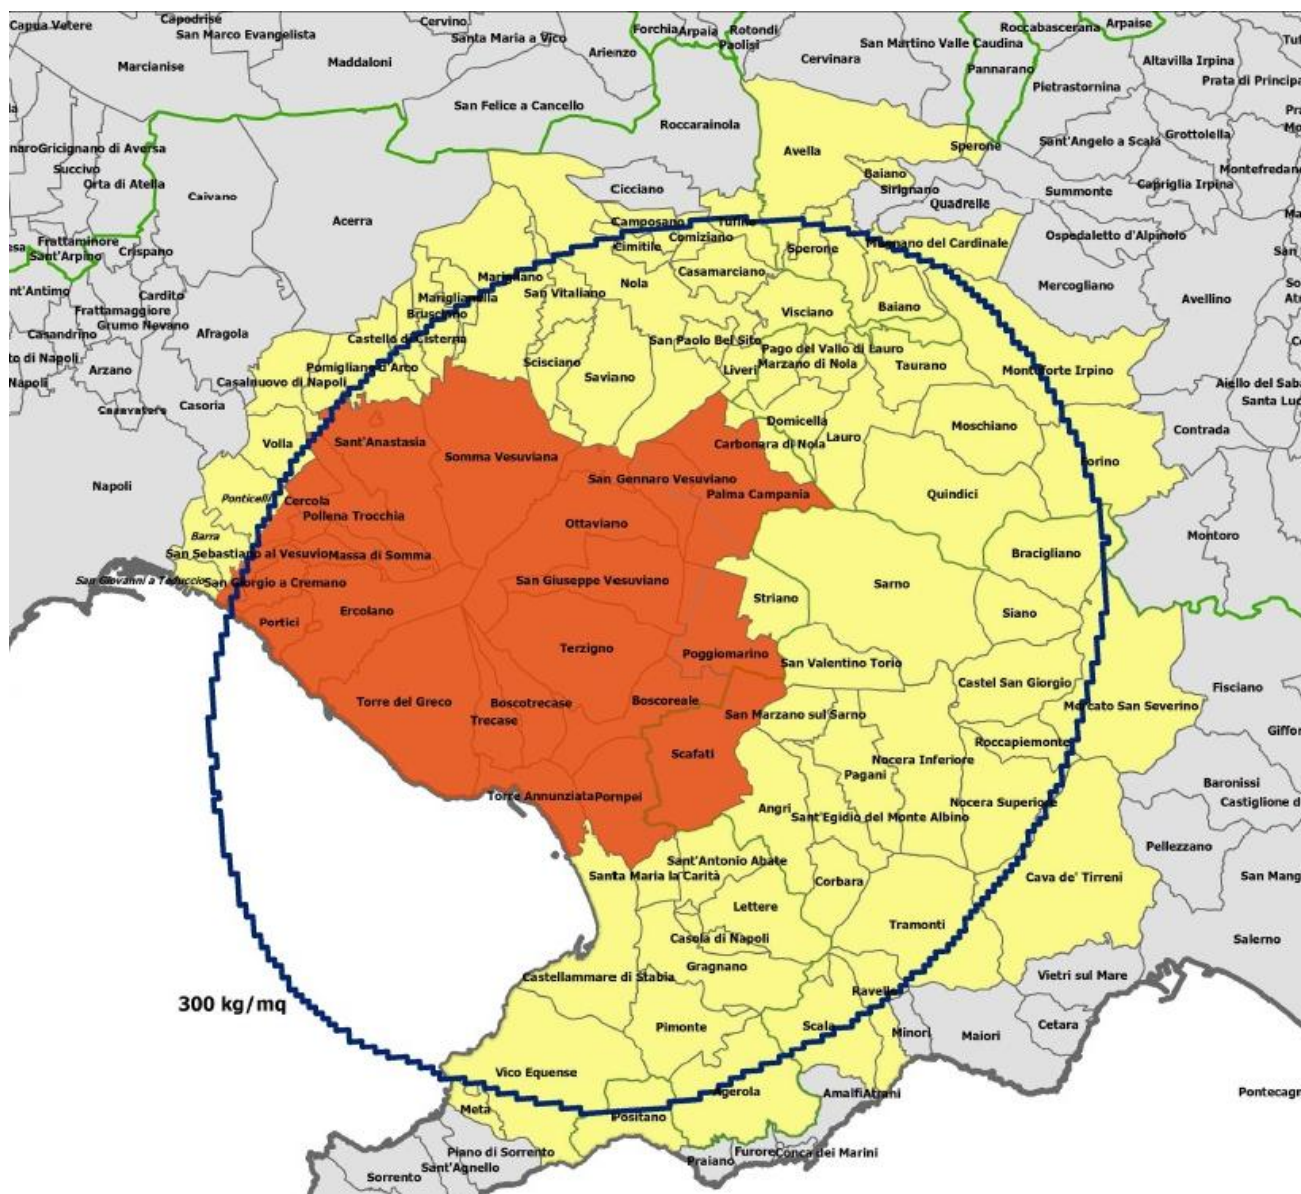 Capua Vetere
Capodrise
San Marco Evangelista
Marcianise
Maddaloni
Cervino
Santa Maria a Vico
Arienzo
Forchia
Arpaia
Rotondi
Paolisi
San Martino Valle Caudina
Cervinara
Roccabascerana
Arpaise
Pannarano
Pietrastornina
Altavilla Irpina
Prata di Principa
San Felice a Cancello
Roccarainola
Gricignano di Aversa
Succivo
Orta di Atella
Caivano
Acerra
Cicciano
Avella
Sperone
Baiano
Sirignano
Quadrelle
Sant'Angelo a Scala
Grottolella
Montefredane
Capriglia Irpina
Summonte
Ospedaletto d'Alpinolo
Mercogliano
Avellino
Frattaminore
Sant'Arpino
Crispano
Cardito
Frattamaggiore
Grumo Nevano
Casandrino
Arzano
Afragola
Casoria
Casavatore
Napoli
Camposano
Cimitile
Comiziano
Tufino
Casamarciano
Sperone
Mugnano del Cardinale
Marigliano
Mariglianella
Brusciano
San Vitaliano
Nola
Visciano
Baiano
Castello di Cisterna
Pomigliano d'Arco
Casalnuovo di Napoli
Scisciano
Saviano
San Paolo Bel Sito
Liveri
Pago del Vallo di Lauro
Marzano di Nola
Taurano
Monteforte Irpino
Aiello del Saba
Santa Luc
Contrada
Volla
Sant'Anastasia
Somma Vesuviana
Domicella
Carbonara di Nola
Lauro
Moschiano
Forino
San Gennaro Vesuviano
Palma Campania
Quindici
Ponticelli
Cercola
Pollena Trocchia
Ottaviano
Barra
San Sebastiano al Vesuvio
Massa di Somma
Bracigliano
Montoro
San Giovanni a Teduccio
San Giorgio a Cremano
San Giuseppe Vesuviano
Sarno
Striano
Siano
Portici
Ercolano
Terzigno
Poggiomarino
San Valentino Torio
Castel San Giorgio
Fisciano
Torre del Greco
Boscotrecase
Trecase
Boscoreale
San Marzano sul Sarno
Mercato San Severino
Roccapiemonte
Scafati
Nocera Inferiore
Pagani
Baronissi
Castiglione d
Torre Annunziata
Pompei
Angri
Sant'Egidio del Monte Albino
Nocera Superiore
Pellezzano
San Mang
Sant'Antonio Abate
Santa Maria la Carità
Corbara
Cava de' Tirreni
Lettere
Tramonti
Casola di Napoli
Salerno
Gragnano
Castellammare di Stabia
Vietri sul Mare
300 kg/mq
Ravello
Pimonte
Scala
Minori
Maiori
Cetara
Vico Equense
Agerola
Amalfi
Atrani
Pontecagn
Meta
Positano
Piano di Sorrento
Sant'Agnello
Sorrento
Praiano
Furore
Conca dei Marini